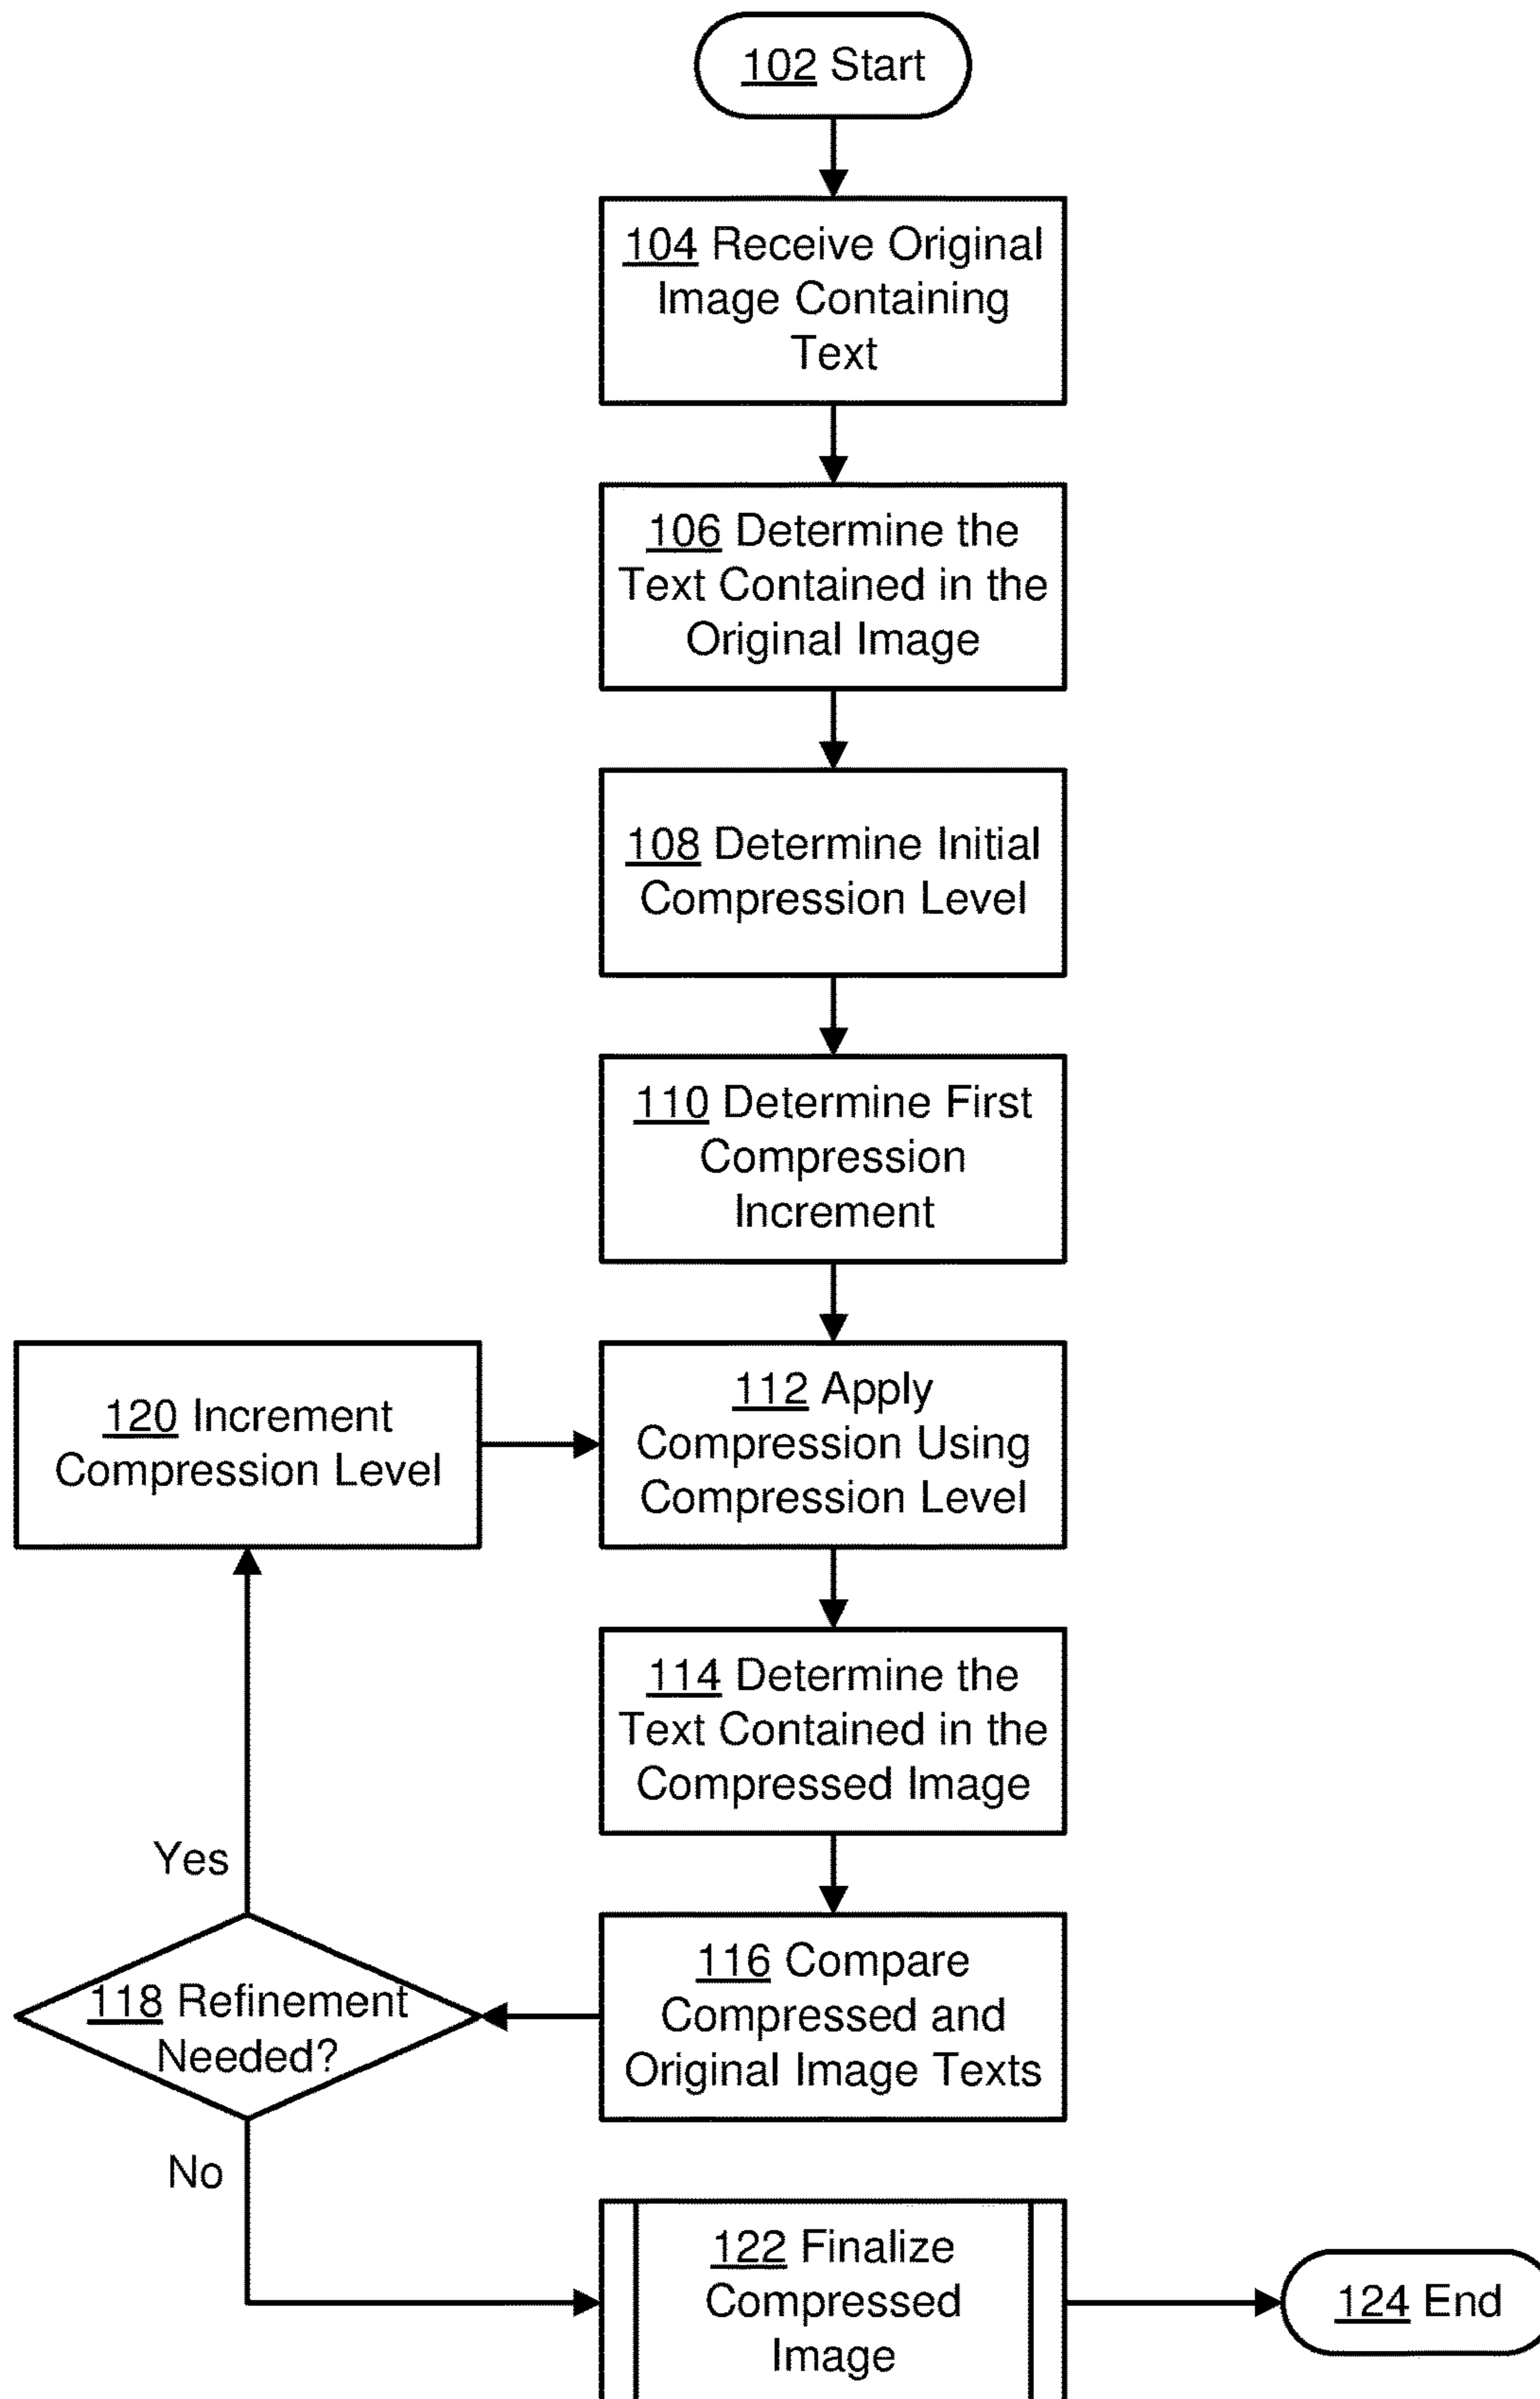 102 Start
104 Receive Original
Image Containing
Text
106 Determine the
Text Contained in the
Original Image
108 Determine Initial
Compression Level
110 Determine First
Compression
Increment
112 Apply
Compression Using
Compression Level
120 Increment
Compression Level
114 Determine the
Text Contained in the
Compressed Image
116 Compare
Compressed and
Original Image Texts
118 Refinement
Needed?
Yes
No
122 Finalize
Compressed
Image
124 End